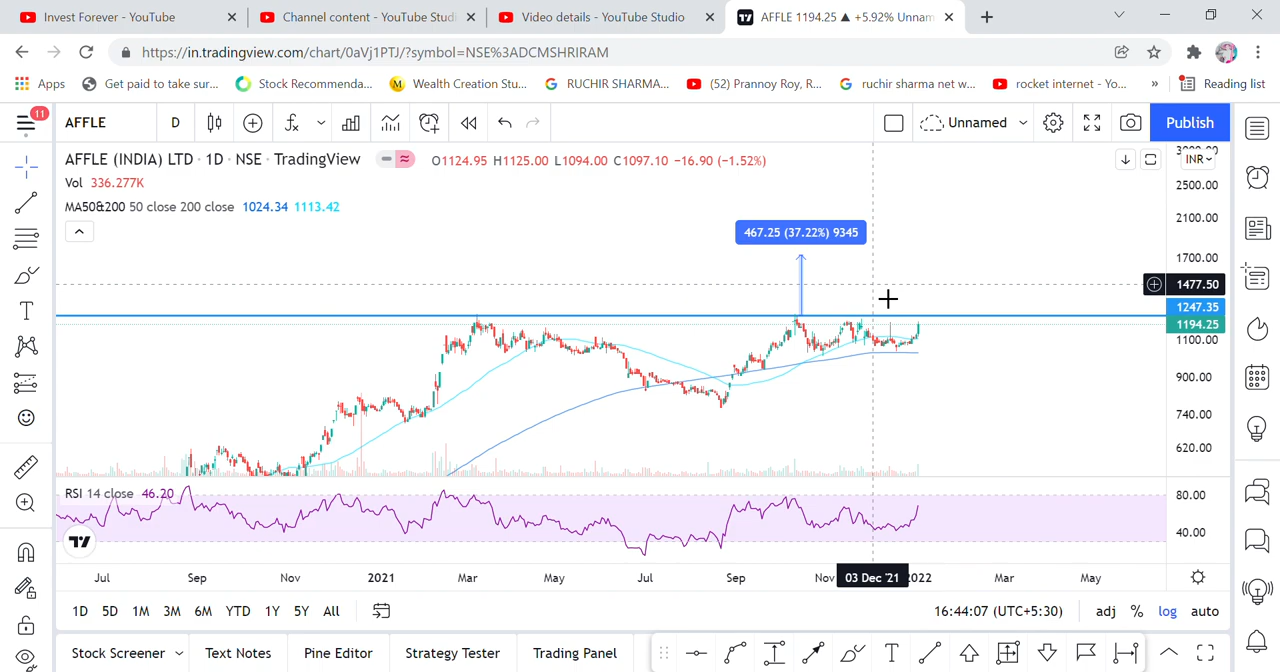 Invest Forever - YouTube
Channel content - YouTube Studi
Video details - YouTube Studio
AFFLE 1194.25 ▲ +5.92% Unnam
https://in.tradingview.com/chart/0aVj1PTJ/?symbol=NSE%3ADCMSHRIRAM
Apps
Get paid to take sur...
Stock Recommenda...
Wealth Creation Stu...
RUCHIR SHARMA...
(52) Prannoy Roy, R...
ruchir sharma net w...
rocket internet - Yo...
»
Reading list
11
AFFLE
D
Unnamed
Publish
AFFLE (INDIA) LTD · 1D · NSE · TradingView
O1124.95 H1125.00 L1094.00 C1097.10 −16.90 (−1.52%)
INR
Vol 336.277K
MA50&200 50 close 200 close 1024.34 1113.42
467.25 (37.22%) 9345
2500.00
2100.00
1700.00
1477.50
1247.35
1194.25
1100.00
900.00
740.00
620.00
RSI 14 close 46.20
80.00
40.00
Jul
Sep
Nov
2021
Mar
May
Jul
Sep
Nov
03 Dec '21
2022
Mar
May
1D 5D 1M 3M 6M YTD 1Y 5Y All
16:44:07 (UTC+5:30)
adj % log auto
Stock Screener
Text Notes
Pine Editor
Strategy Tester
Trading Panel